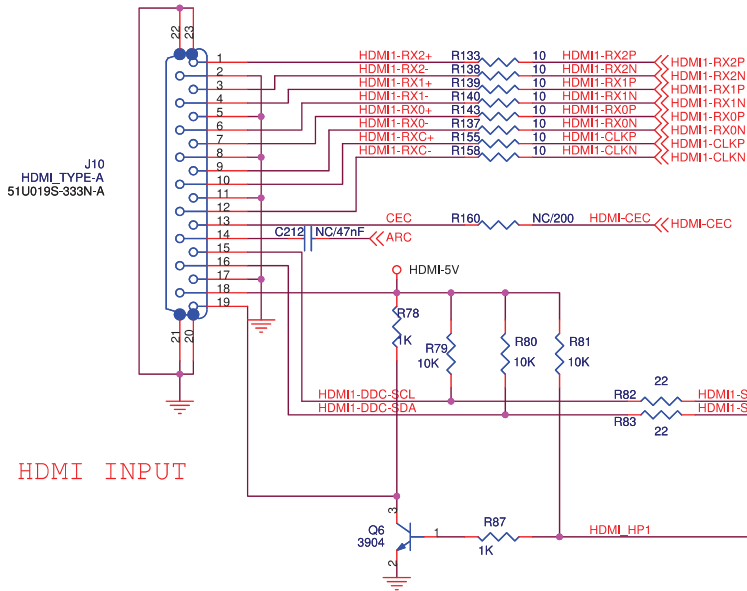 22
23
1 HDMI1-RX2+ R133 10 HDMI1-RX2P HDMI1-RX2P
2 HDMI1-RX2- R138 10 HDMI1-RX2N HDMI1-RX2N
3 HDMI1-RX1+ R139 10 HDMI1-RX1P HDMI1-RX1P
4 HDMI1-RX1- R140 10 HDMI1-RX1N HDMI1-RX1N
5 HDMI1-RX0+ R143 10 HDMI1-RX0P HDMI1-RX0P
6 HDMI1-RX0- R137 10 HDMI1-RX0N HDMI1-RX0N
7 HDMI1-RXC+ R155 10 HDMI1-CLKP HDMI1-CLKP
8 HDMI1-RXC- R158 10 HDMI1-CLKN HDMI1-CLKN
J10
HDMI_TYPE-A
51U019S-333N-A
9
10
11
12
13 CEC R160 NC/200 HDMI-CEC HDMI-CEC
14 C212 NC/47nF ARC
15
16
17
18
19
HDMI-5V
21
20
R78
1K
R79
10K
R80
10K
R81
10K
HDMI1-DDC-SCL R82 22 HDMI1-S
HDMI1-DDC-SDA R83 22 HDMI1-S
HDMI INPUT
3
Q6
3904
1
2
R87
1K
HDMI_HP1